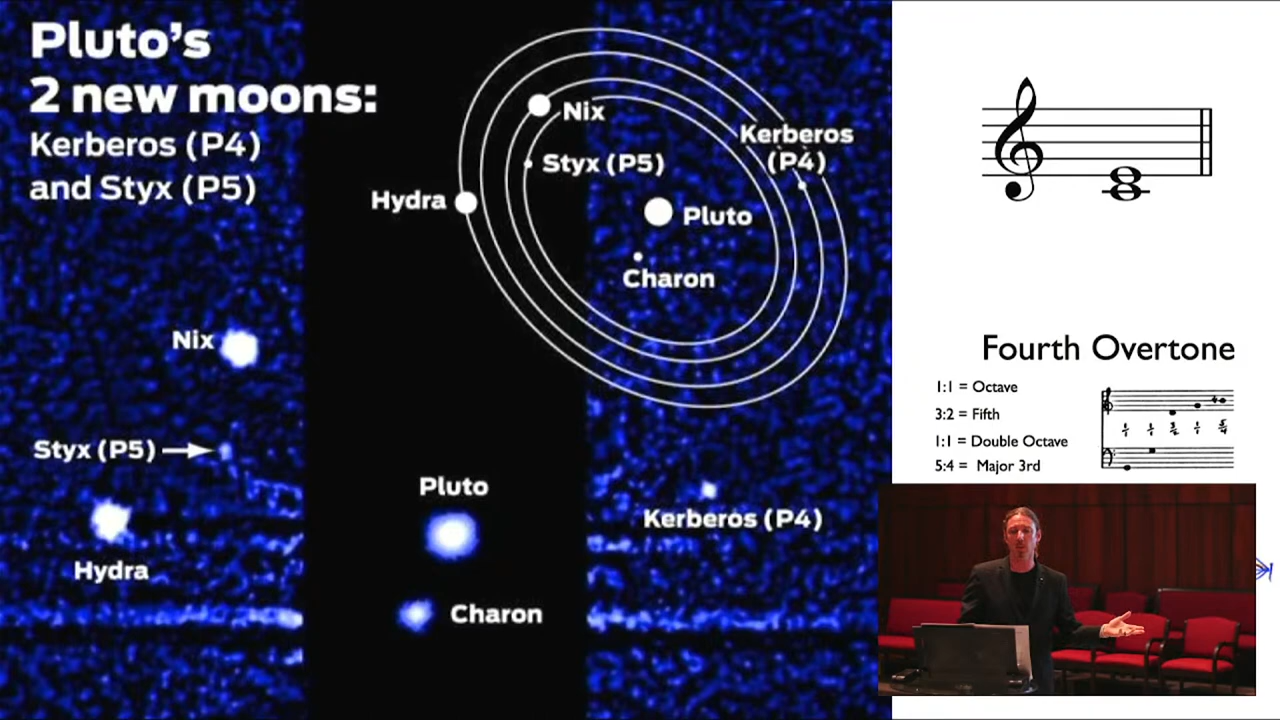 Pluto's
2 new moons:
Kerberos (P4)
and Styx (P5)
Nix
Styx (P5)
Kerberos
(P4)
Hydra
Pluto
Charon
Nix
Styx (P5)
Hydra
Pluto
Charon
Kerberos (P4)
Fourth Overtone
1:1 = Octave
3:2 = Fifth
1:1 = Double Octave
5:4 = Major 3rd